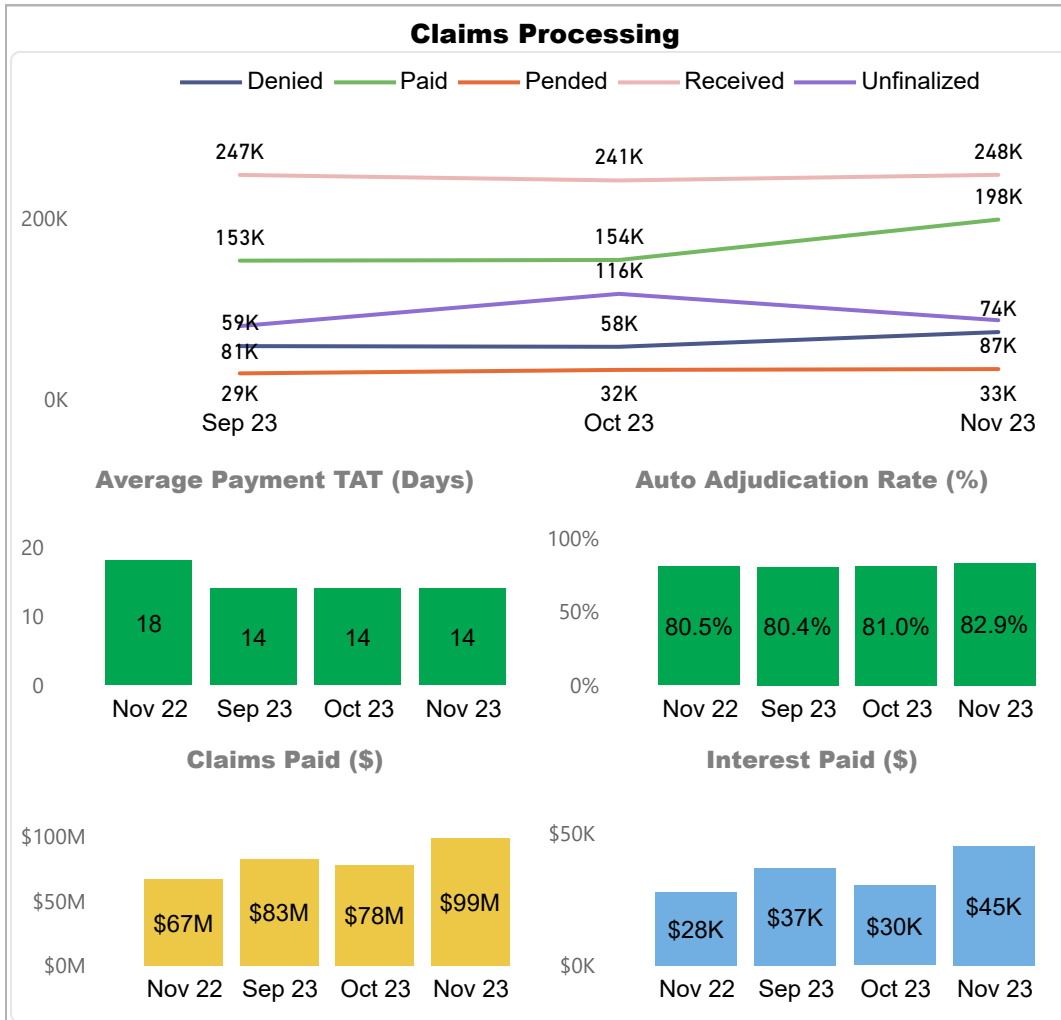 Claims Processing
Denied Paid Pended Received Unfinalized
247K 241K 248K
198K
200K
153K 154K
116K
59K 58K 74K
81K 87K
29K 32K 33K
0K
Sep 23 Oct 23 Nov 23
Average Payment TAT (Days)
20
10
0
18 14 14 14
Nov 22 Sep 23 Oct 23 Nov 23
Auto Adjudication Rate (%)
100%
50%
0%
80.5% 80.4% 81.0% 82.9%
Nov 22 Sep 23 Oct 23 Nov 23
Claims Paid ($)
$100M
$50M
$0M
$67M $83M $78M $99M
Nov 22 Sep 23 Oct 23 Nov 23
Interest Paid ($)
$50K
$0K
$28K $37K $30K $45K
Nov 22 Sep 23 Oct 23 Nov 23